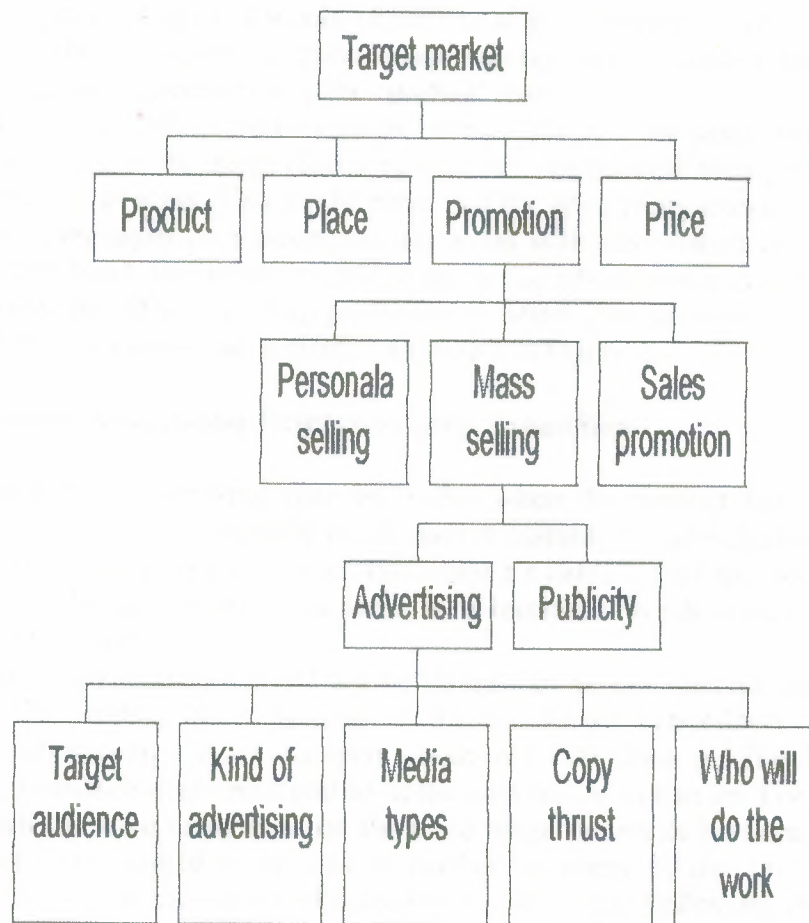 Target market
Product
Place
Promotion
Price
Personala
selling
Mass
selling
Sales
promotion
Advertising
Publicity
Target
audience
Kind of
advertising
Media
types
Copy
thrust
Who will
do the
work